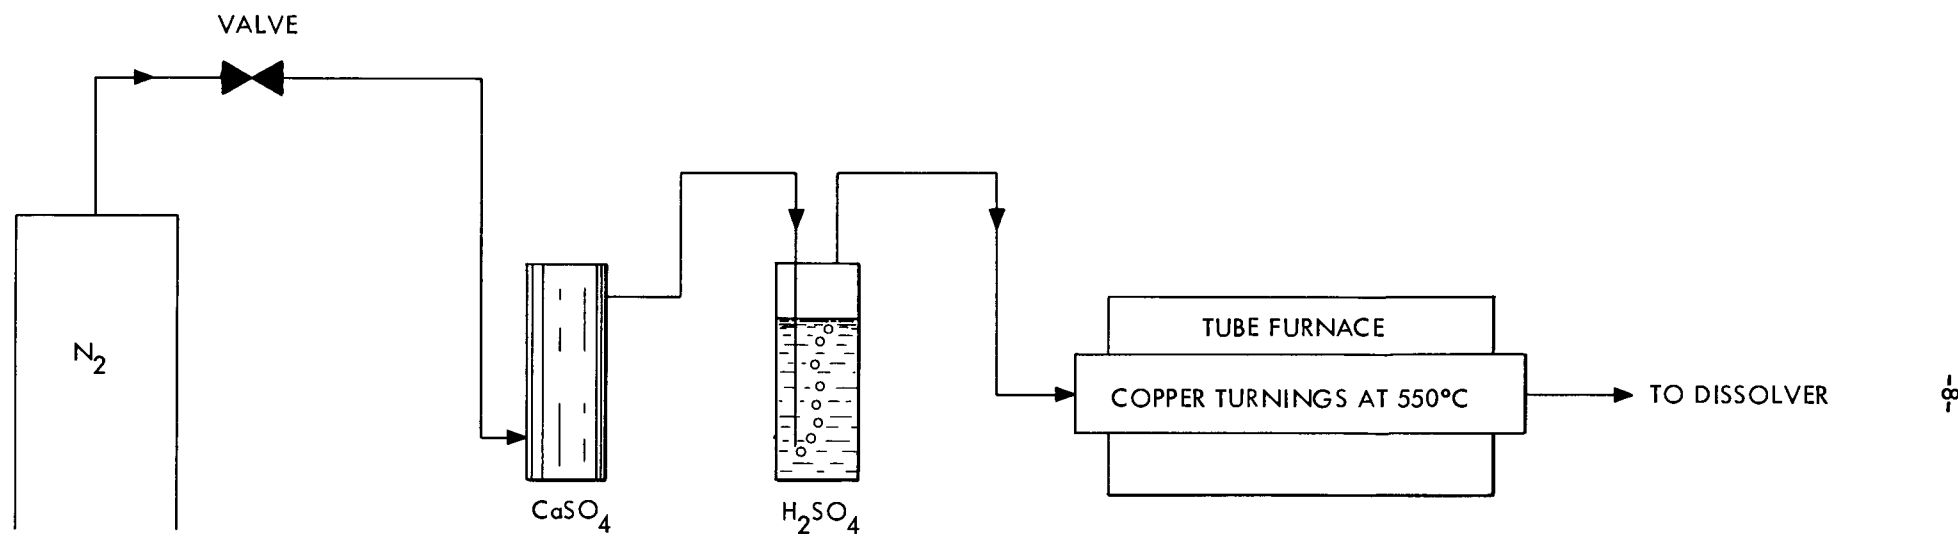 VALVE
N2
CaSO4
H2SO4
TUBE FURNACE
COPPER TURNINGS AT 550°C
TO DISSOLVER
-8-